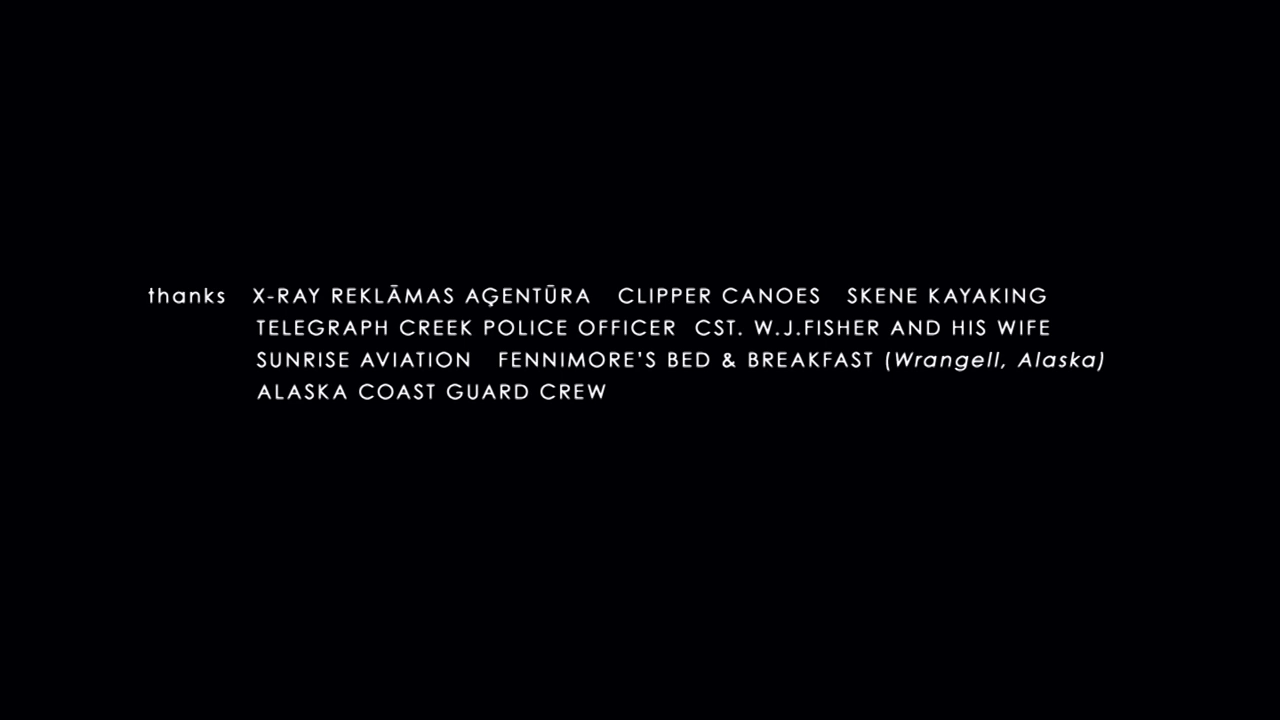 thanks X-RAY REKLĀMAS AĢENTŪRA CLIPPER CANOES SKENE KAYAKING
TELEGRAPH CREEK POLICE OFFICER CST. W.J.FISHER AND HIS WIFE
SUNRISE AVIATION FENNIMORE'S BED & BREAKFAST (Wrangell, Alaska)
ALASKA COAST GUARD CREW